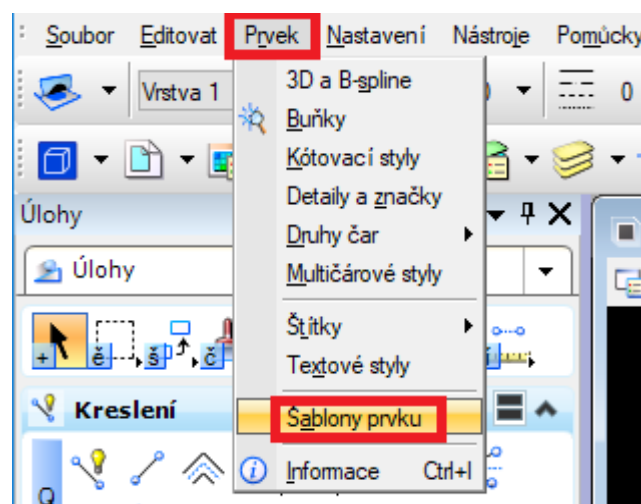 Soubor Editovat Prvek Nastavení Nástroje Pomůcky
Vrstva 1
0
3D a B-spline
Buňky
Kótovací styly
Detaily a značky
Druhy čar
Multičárové styly
Štítky
Textové styly
Šablony prvku
Informace Ctrl+I
Úlohy
Úlohy
+ ě š č í
Kreslení
Q